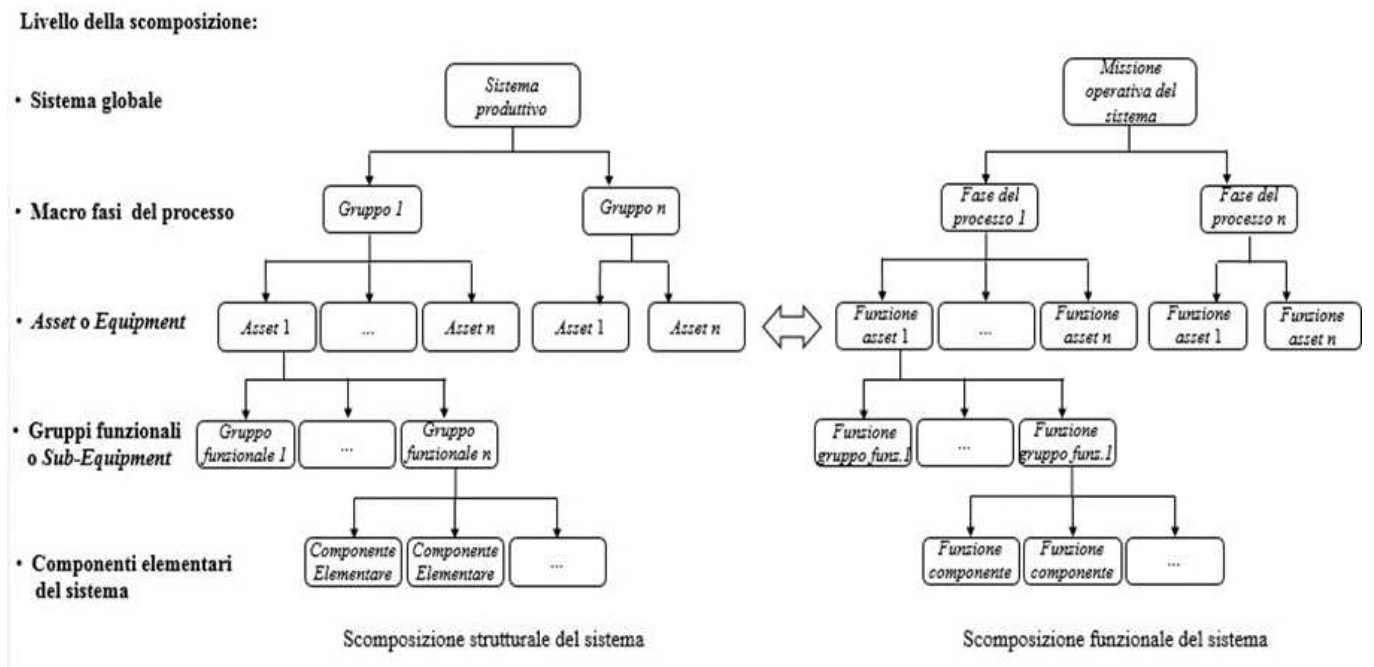 Livello della scomposizione:
• Sistema globale
Sistema
produttivo
Missione
operativa del
sistema
• Macro fasi del processo
Gruppo 1
Gruppo n
Fase del
processo 1
Fase del
processo n
• Asset o Equipment
Asset 1
...
Asset n
Asset 1
Asset n
Funzione
asset 1
...
Funzione
asset n
Funzione
asset 1
Funzione
asset n
• Gruppi funzionali
o Sub-Equipment
Gruppo
funzionale 1
...
Gruppo
funzionale n
Funzione
gruppo funz.1
...
Funzione
gruppo funz.1
• Componenti elementari
del sistema
Componente
Elementare
Componente
Elementare
...
Funzione
componente
Funzione
componente
...
Scomposizione strutturale del sistema
Scomposizione funzionale del sistema